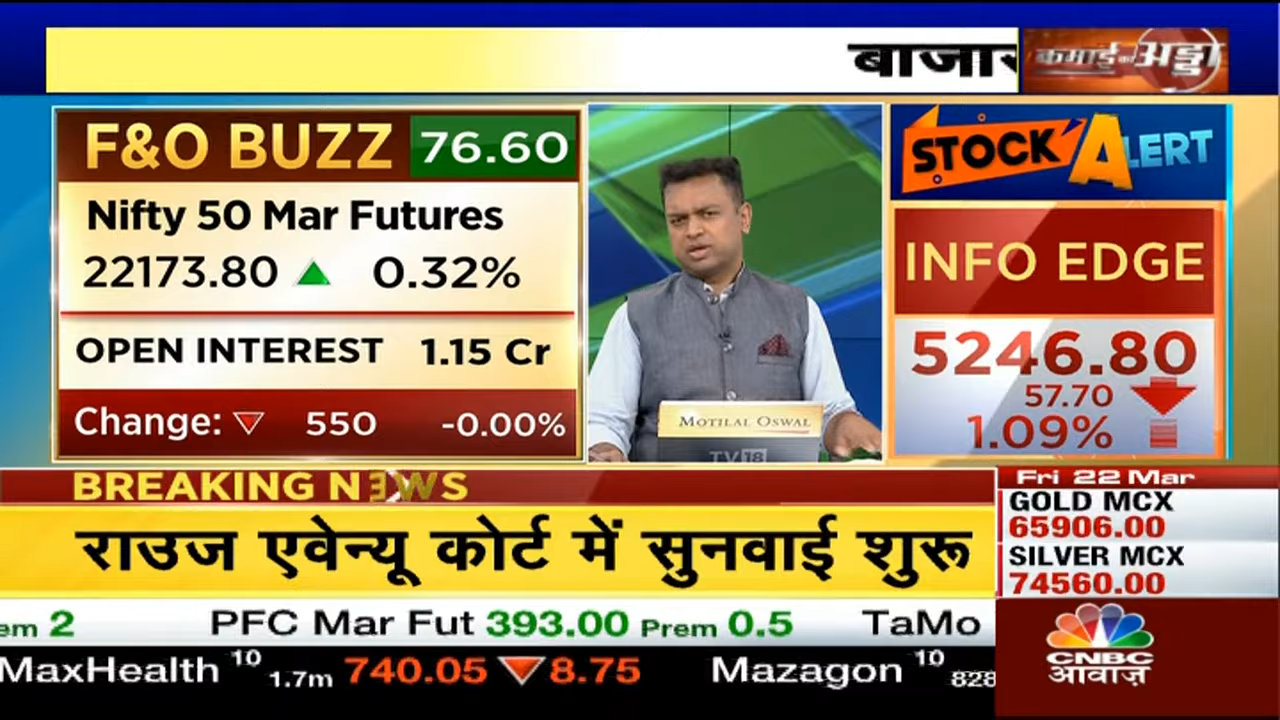 बाजार
कमाई का अड्डा
F&O BUZZ 76.60
Nifty 50 Mar Futures
22173.80 0.32%
OPEN INTEREST 1.15 Cr
Change: 550 -0.00%
MOTILAL OSWAL
TV18
STOCK ALERT
INFO EDGE
5246.80
57.70
1.09%
BREAKING NEWS
राउज एवेन्यू कोर्ट में सुनवाई शुरू
Fri 22 Mar
GOLD MCX
65906.00
SILVER MCX
74560.00
em 2 PFC Mar Fut 393.00 Prem 0.5 TaMo
MaxHealth 10 1.7m 740.05 8.75 Mazagon 10 828
CNBC
आवाज़